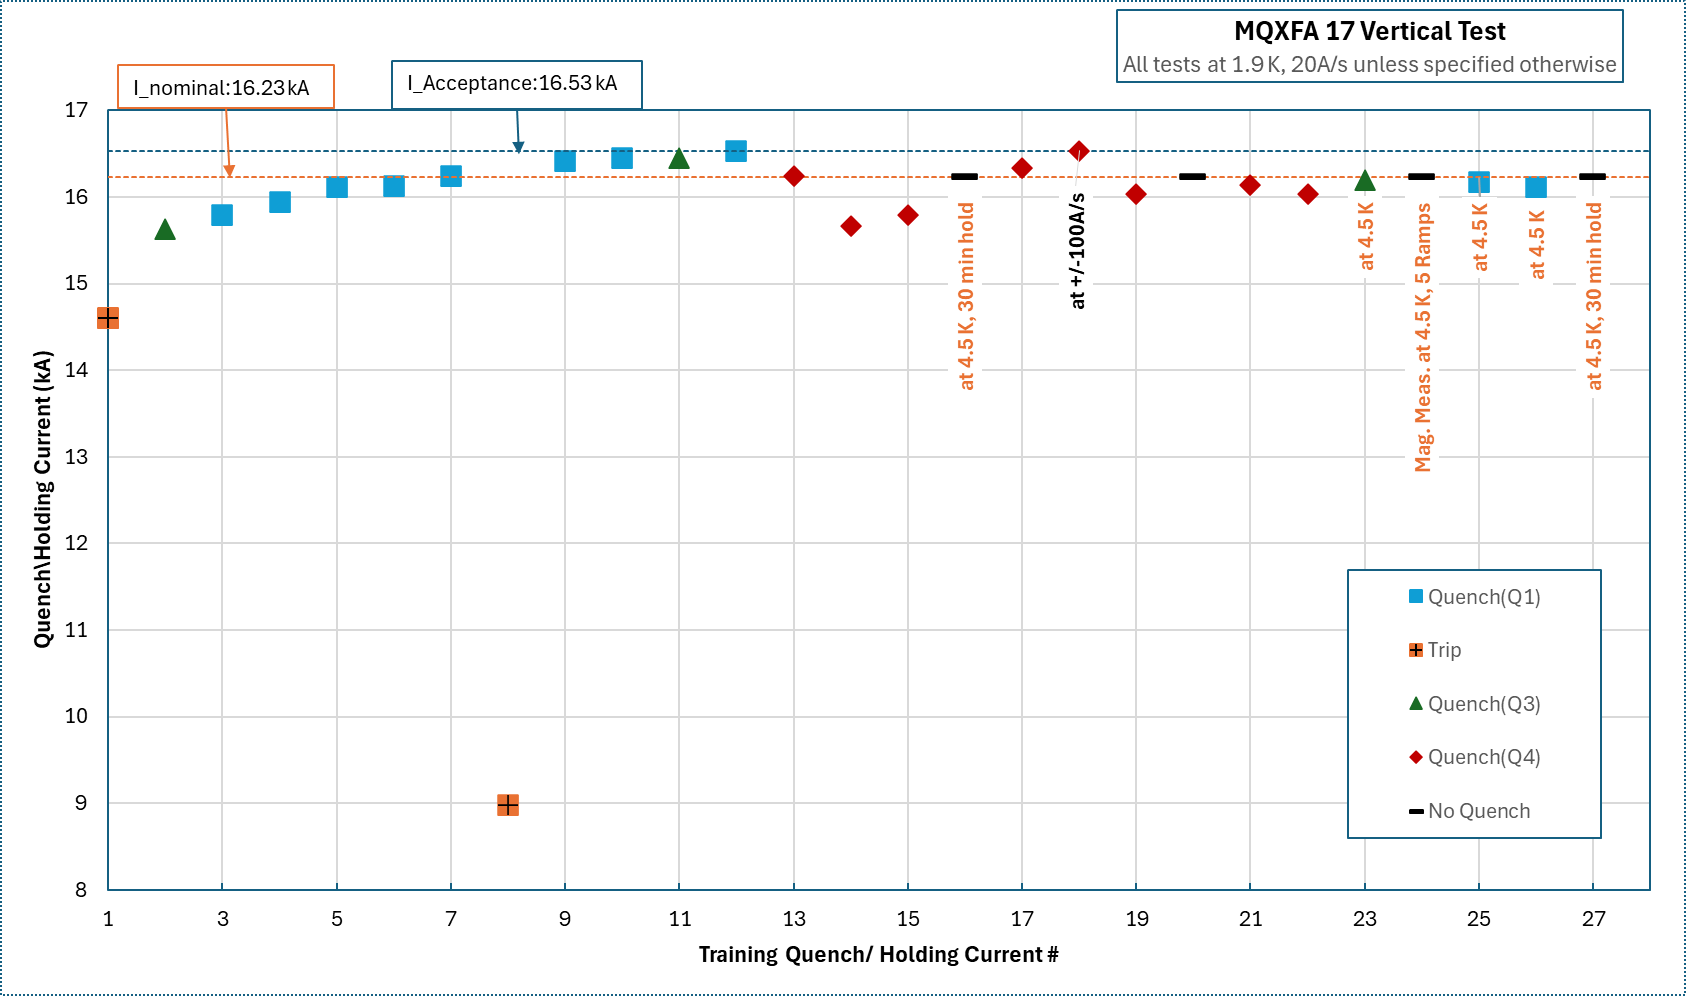 MQXFA 17 Vertical Test
All tests at 1.9 K, 20A/s unless specified otherwise
I_nominal:16.23 kA
I_Acceptance:16.53 kA
17
16
15
14
13
12
11
10
9
8
Quench\Holding Current (kA)
at 4.5 K, 30 min hold
at +/-100A/s
at 4.5 K
Mag. Meas. at 4.5 K, 5 Ramps
at 4.5 K
at 4.5 K
at 4.5 K, 30 min hold
Quench(Q1)
Trip
Quench(Q3)
Quench(Q4)
No Quench
1 3 5 7 9 11 13 15 17 19 21 23 25 27
Training Quench/ Holding Current #